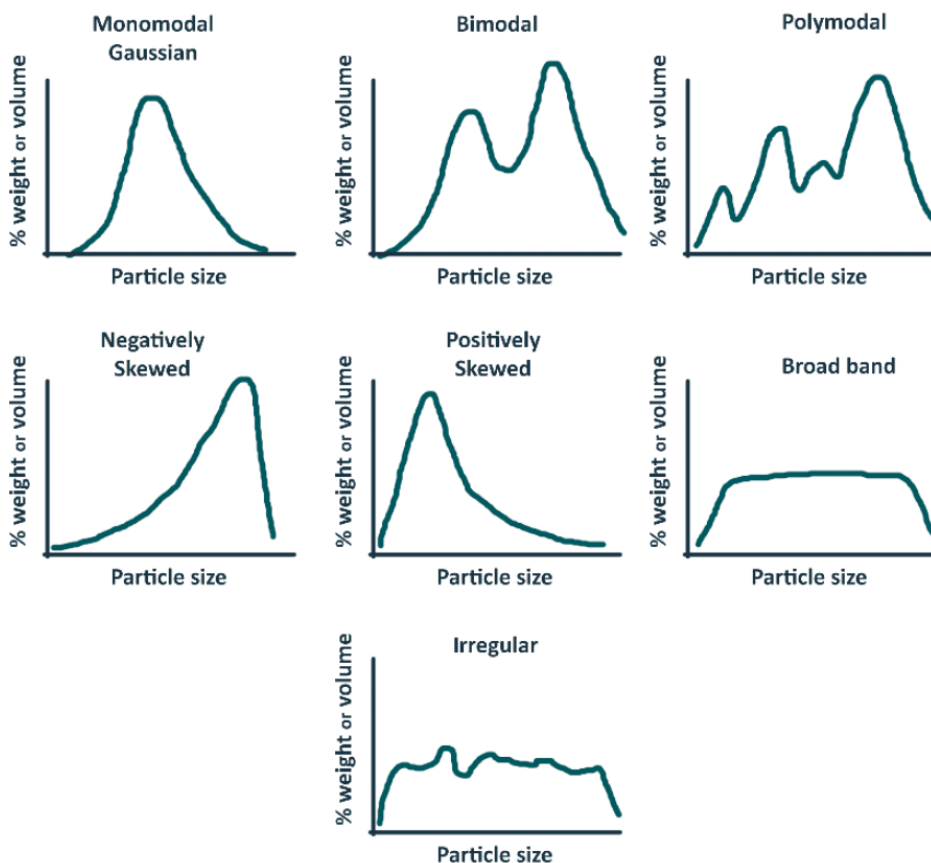 Monomodal
Gaussian
% weight or volume
Particle size
Bimodal
% weight or volume
Particle size
Polymodal
% weight or volume
Particle size
Negatively
Skewed
% weight or volume
Particle size
Positively
Skewed
% weight or volume
Particle size
Broad band
% weight or volume
Particle size
Irregular
% weight or volume
Particle size